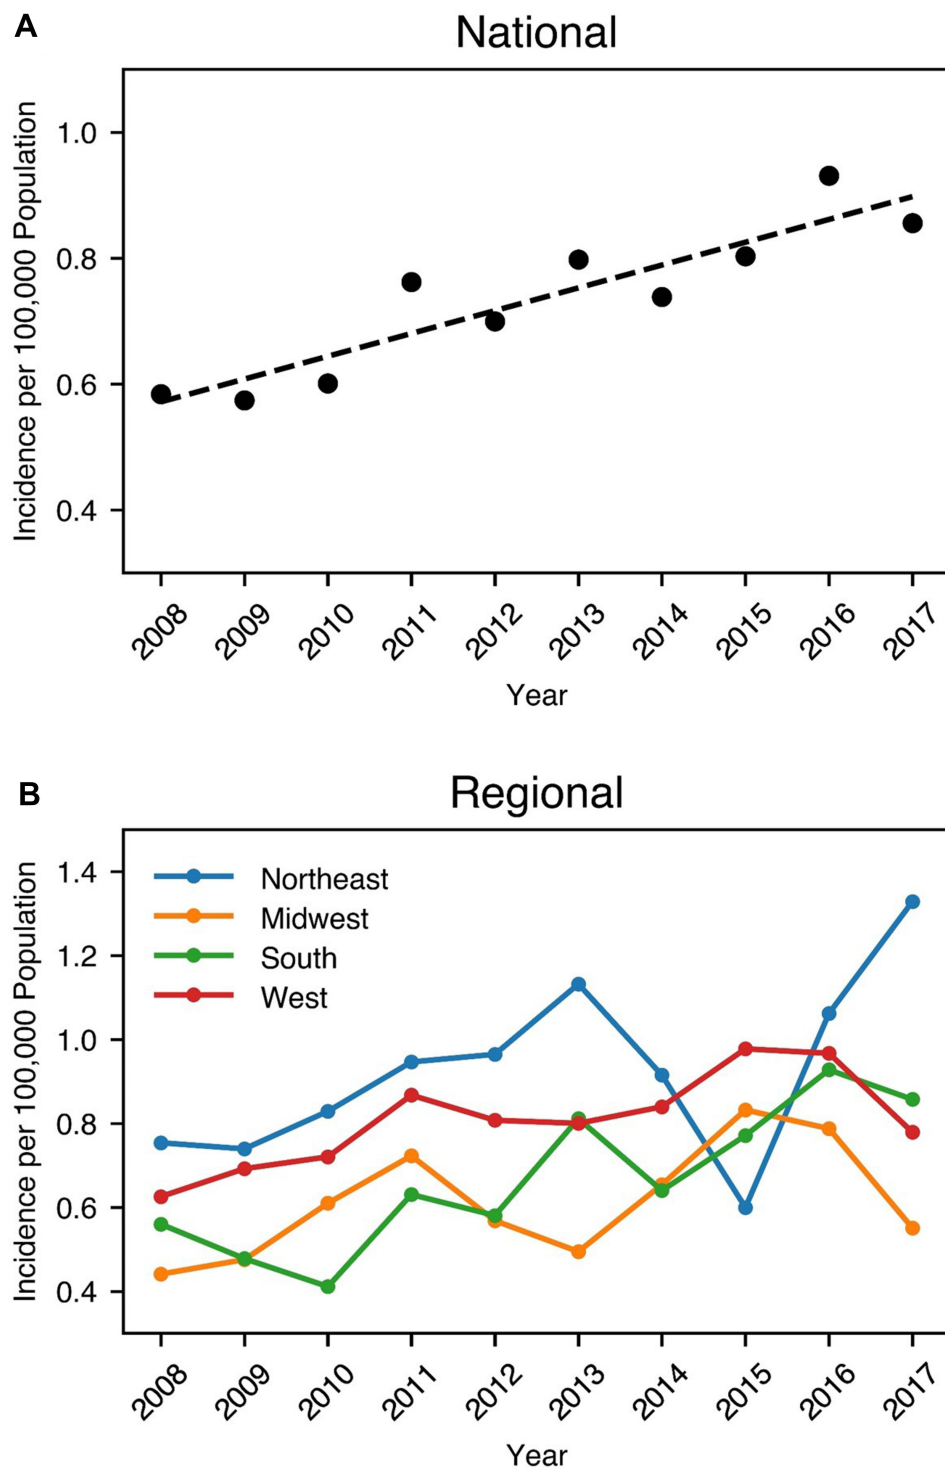 A
National
Incidence per 100,000 Population
1.0
0.8
0.6
0.4
2008 2009 2010 2011 2012 2013 2014 2015 2016 2017
Year
B
Regional
Incidence per 100,000 Population
1.4
1.2
1.0
0.8
0.6
0.4
Northeast
Midwest
South
West
2008 2009 2010 2011 2012 2013 2014 2015 2016 2017
Year